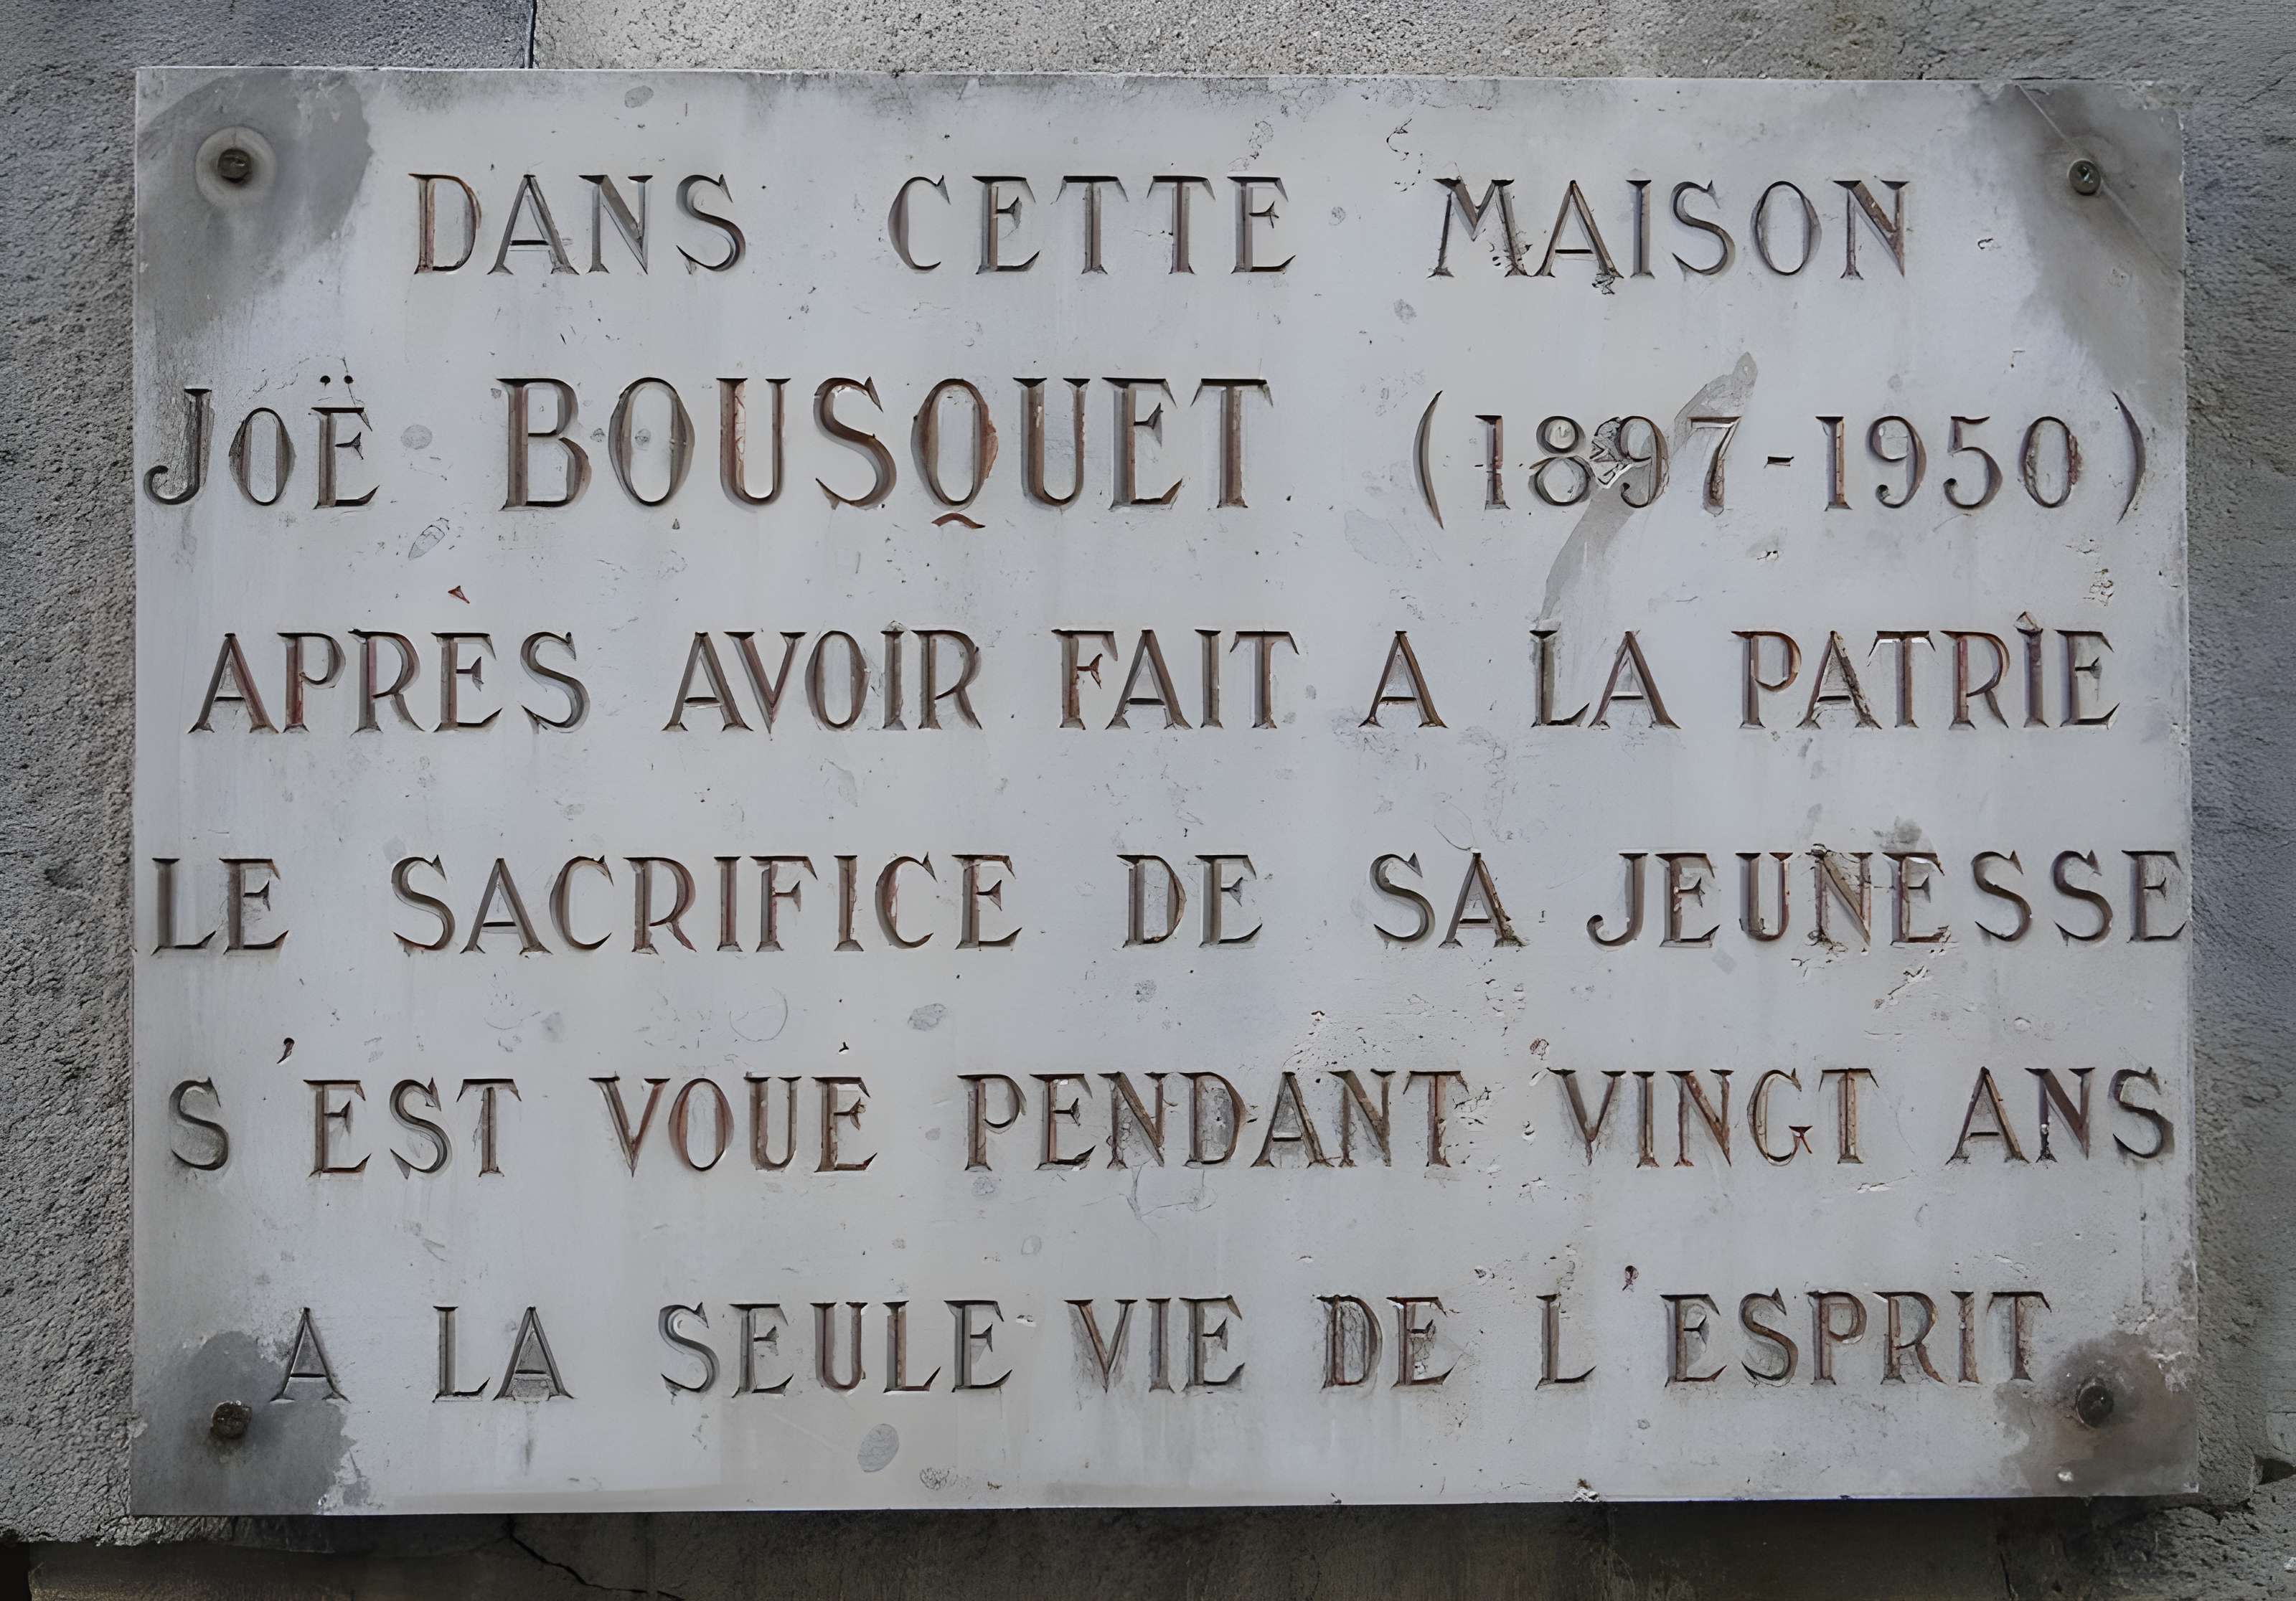 DANS CETTE MAISON
JOË BOUSQUET (1897-1950)
APRÈS AVOIR FAIT A LA PATRIE
LE SACRIFICE DE SA JEUNESSE
S'EST VOUÉ PENDANT VINGT ANS
A LA SEULE VIE DE L'ESPRIT